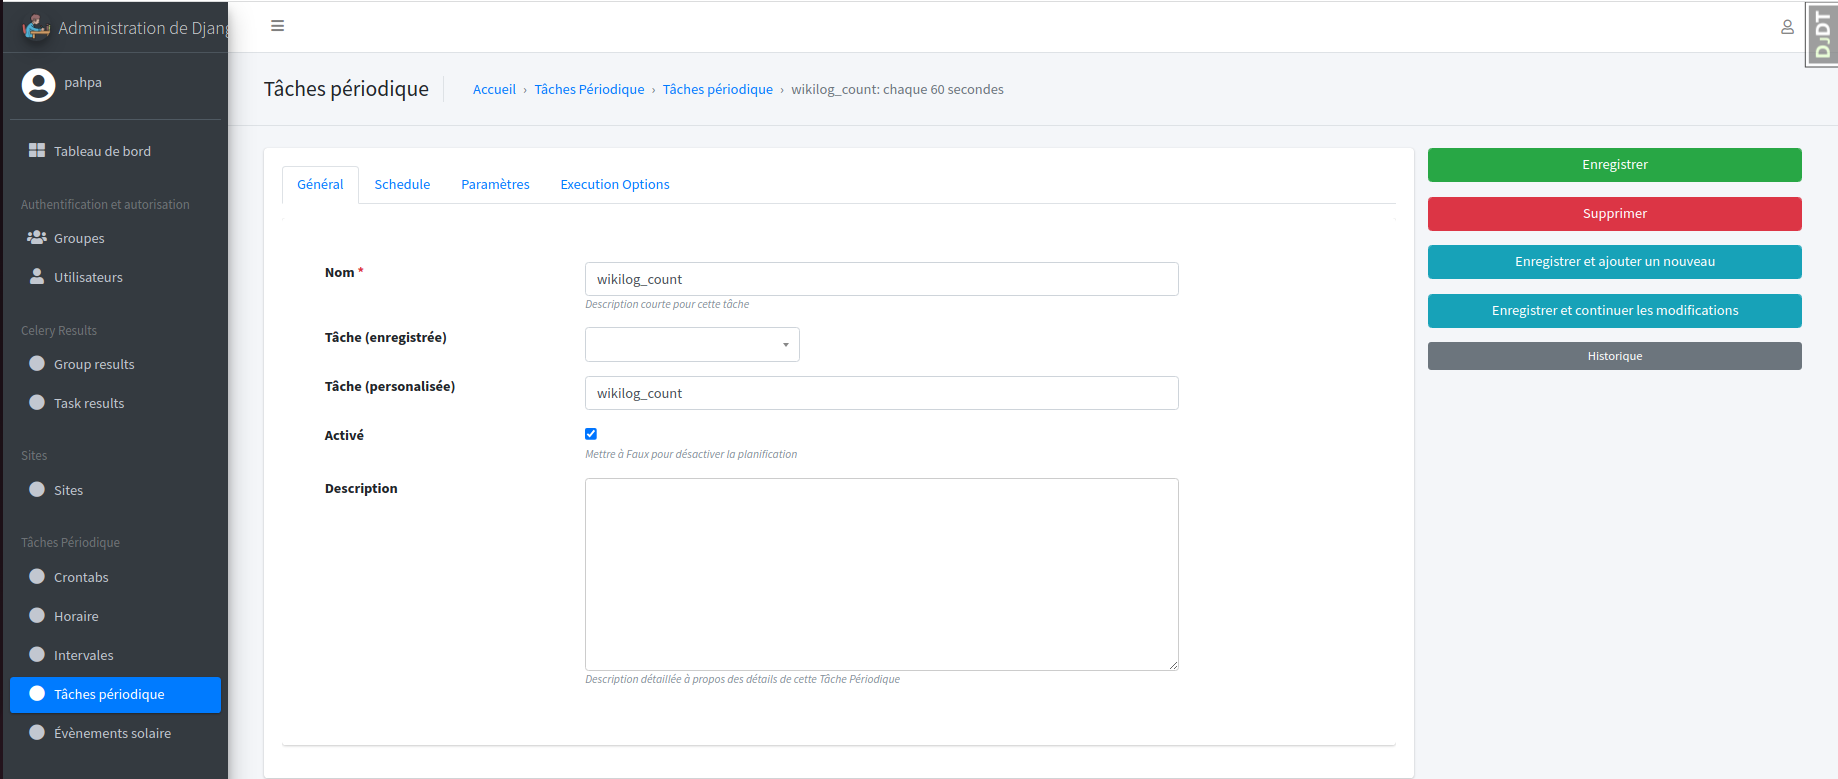 Administration de Djang
pahpa
Tableau de bord
Authentification et autorisation
Groupes
Utilisateurs
Celery Results
Group results
Task results
Sites
Sites
Tâches Périodique
Crontabs
Horaire
Intervales
Tâches périodique
Évènements solaire
DJDT
Tâches périodique
Accueil › Tâches Périodique › Tâches périodique › wikilog_count: chaque 60 secondes
Général Schedule Paramètres Execution Options
Nom * wikilog_count
Description courte pour cette tâche
Tâche (enregistrée)
Tâche (personalisée) wikilog_count
Activé
Mettre à Faux pour désactiver la planification
Description
Description détaillée à propos des détails de cette Tâche Périodique
Enregistrer
Supprimer
Enregistrer et ajouter un nouveau
Enregistrer et continuer les modifications
Historique